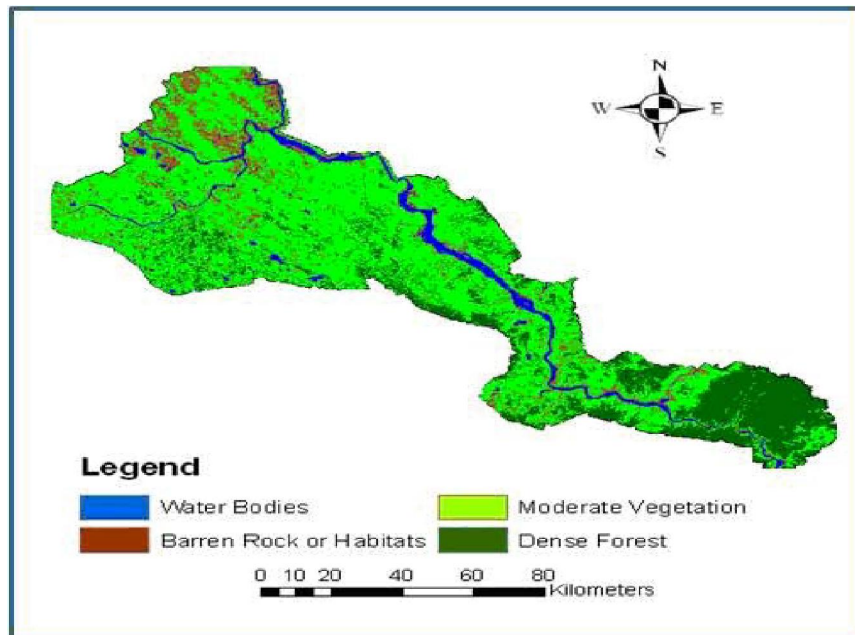 N
W E
S
Legend
Water Bodies
Moderate Vegetation
Barren Rock or Habitats
Dense Forest
0 10 20 40 60 80
Kilometers